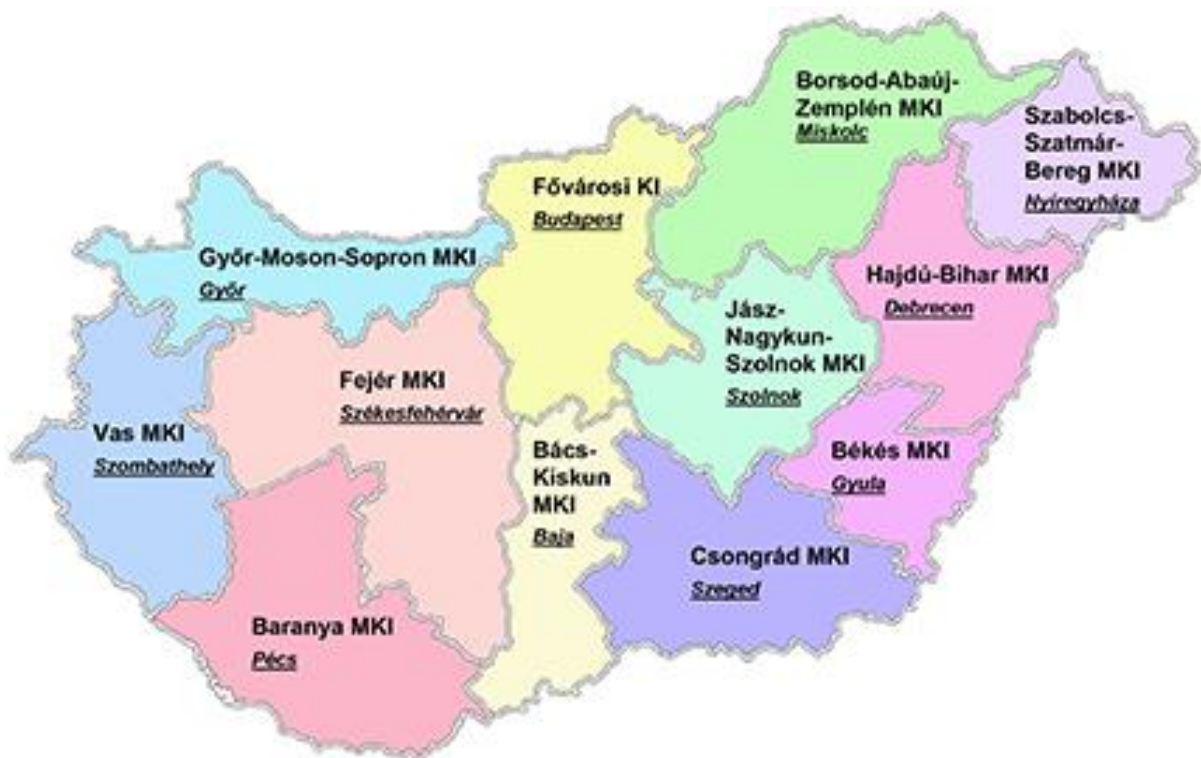 Borsod-Abaúj-
Zemplén MKI
Miskolc
Szabolcs-
Szatmár-
Bereg MKI
Nyíregyháza
Fővárosi KI
Budapest
Győr-Moson-Sopron MKI
Győr
Hajdú-Bihar MKI
Debrecen
Jász-
Nagykun-
Szolnok MKI
Szolnok
Fejér MKI
Székesfehérvár
Vas MKI
Szombathely
Bács-
Kiskun
MKI
Baja
Békés MKI
Gyula
Csongrád MKI
Szeged
Baranya MKI
Pécs